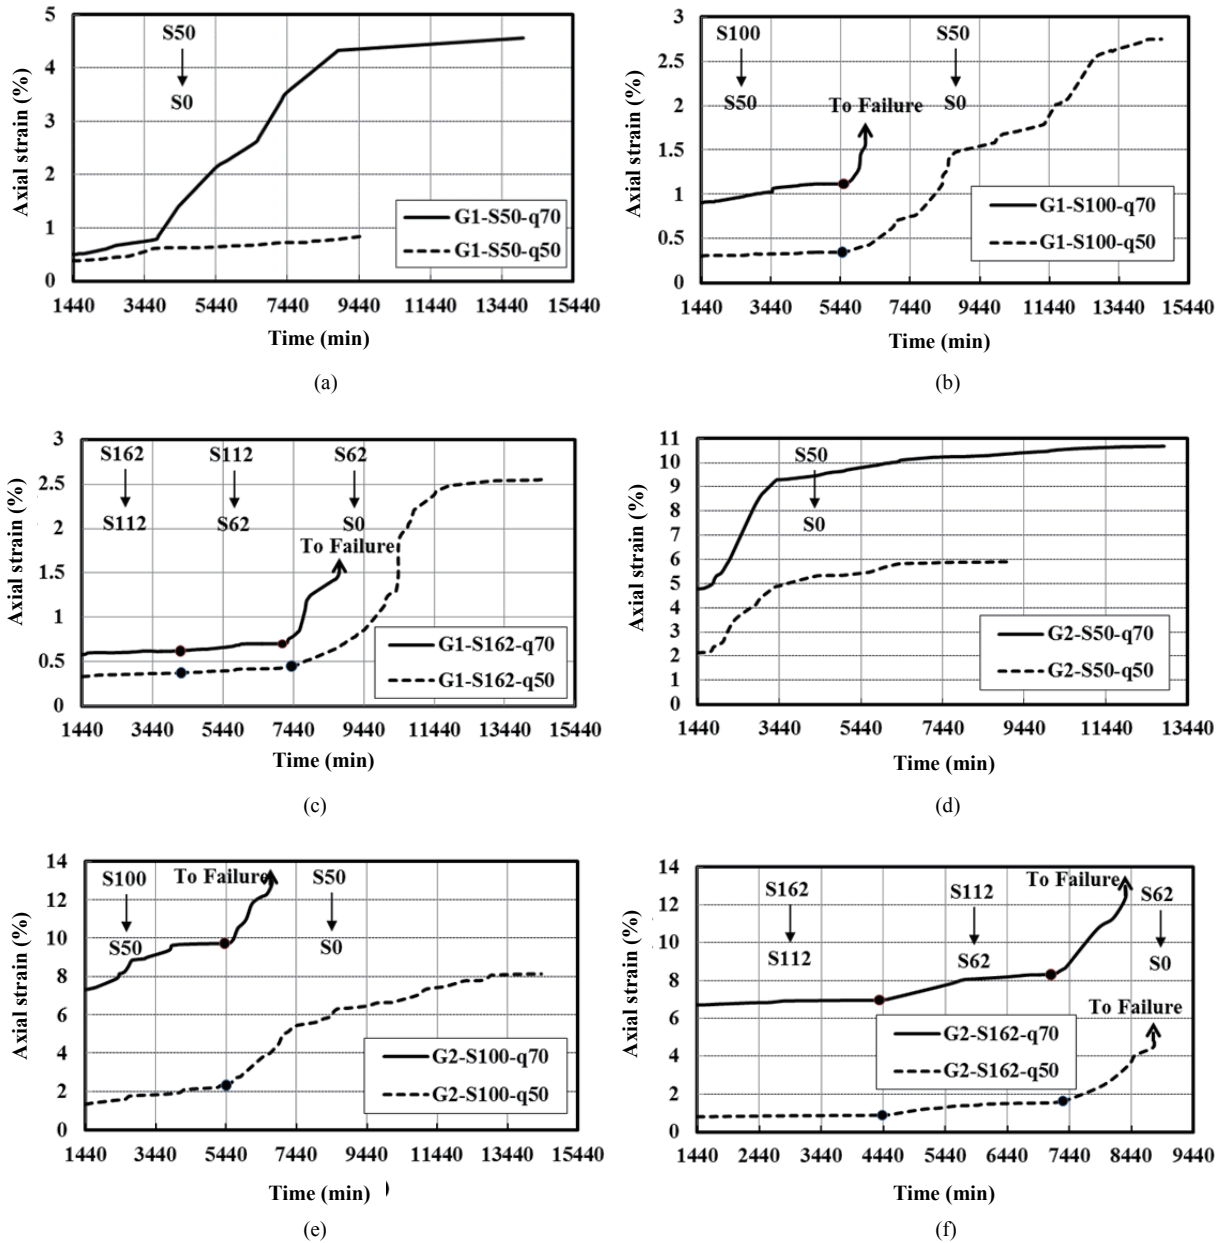 5
4
3
2
1
0
Axial strain (%)
S50
S0
G1-S50-q70
G1-S50-q50
1440 3440 5440 7440 9440 11440 13440 15440
Time (min)
(a)
3
2.5
2
1.5
1
0.5
0
Axial strain (%)
S100
S50
S50
S0
To Failure
G1-S100-q70
G1-S100-q50
1440 3440 5440 7440 9440 11440 13440 15440
Time (min)
(b)
3
2.5
2
1.5
1
0.5
0
Axial strain (%)
S162 S112 S62
S112 S62 S0
To Failure
G1-S162-q70
G1-S162-q50
1440 3440 5440 7440 9440 11440 13440 15440
Time (min)
(c)
11
10
9
8
7
6
5
4
3
2
1
0
Axial strain (%)
S50
S0
G2-S50-q70
G2-S50-q50
1440 3440 5440 7440 9440 11440 13440
Time (min)
(d)
14
12
10
8
6
4
2
0
Axial strain (%)
S100 To Failure S50
S50 S0
G2-S100-q70
G2-S100-q50
1440 3440 5440 7440 9440 11440 13440 15440
Time (min) )
(e)
14
12
10
8
6
4
2
0
Axial strain (%)
S162 S112 To Failure S62
S112 S62 S0
To Failure
G2-S162-q70
G2-S162-q50
1440 2440 3440 4440 5440 6440 7440 8440 9440
Time (min)
(f)